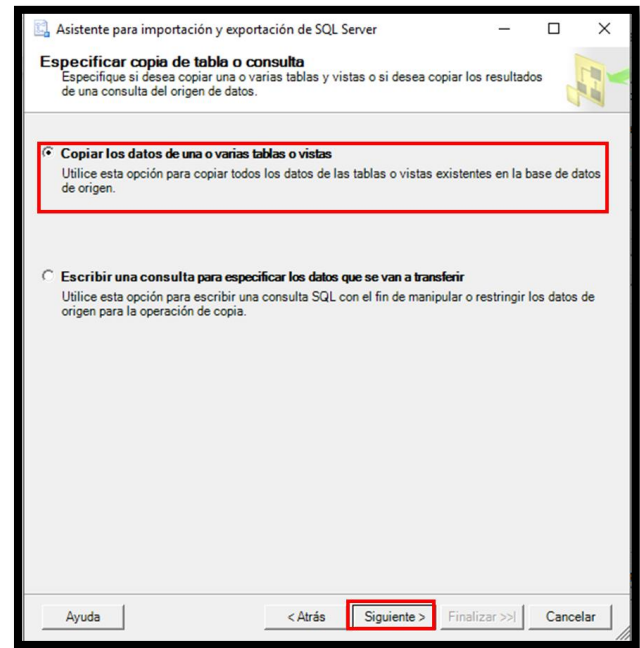 Asistente para importación y exportación de SQL Server
Especificar copia de tabla o consulta
Especifique si desea copiar una o varias tablas y vistas o si desea copiar los resultados
de una consulta del origen de datos.
Copiar los datos de una o varias tablas o vistas
Utilice esta opción para copiar todos los datos de las tablas o vistas existentes en la base de datos
de origen.
Escribir una consulta para especificar los datos que se van a transferir
Utilice esta opción para escribir una consulta SQL con el fin de manipular o restringir los datos de
origen para la operación de copia.
Ayuda < Atrás Siguiente > Finalizar >>| Cancelar